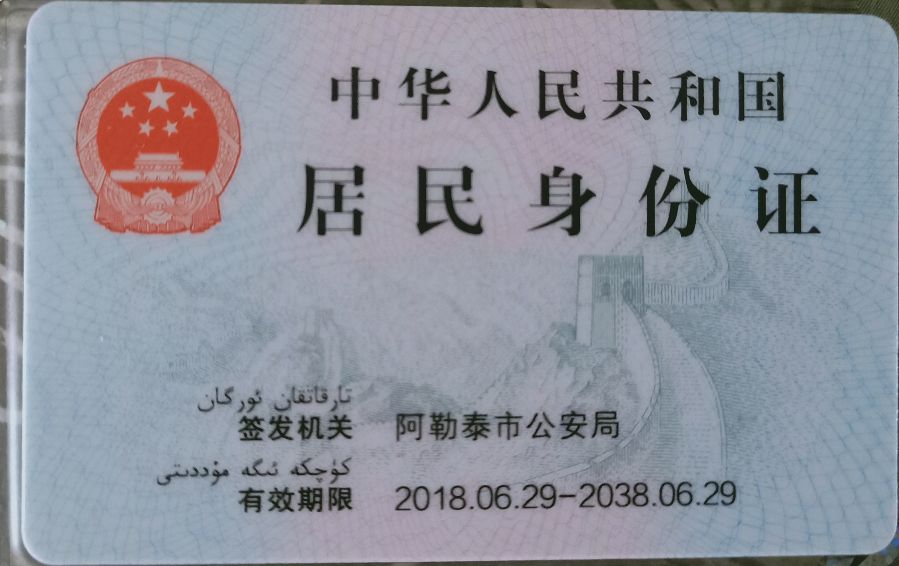 中华人民共和国
居民身份证
تارقاتقان ئورگان
签发机关 阿勒泰市公安局
كۈچكە ئىگە مۇددىتى
有效期限 2018.06.29-2038.06.29